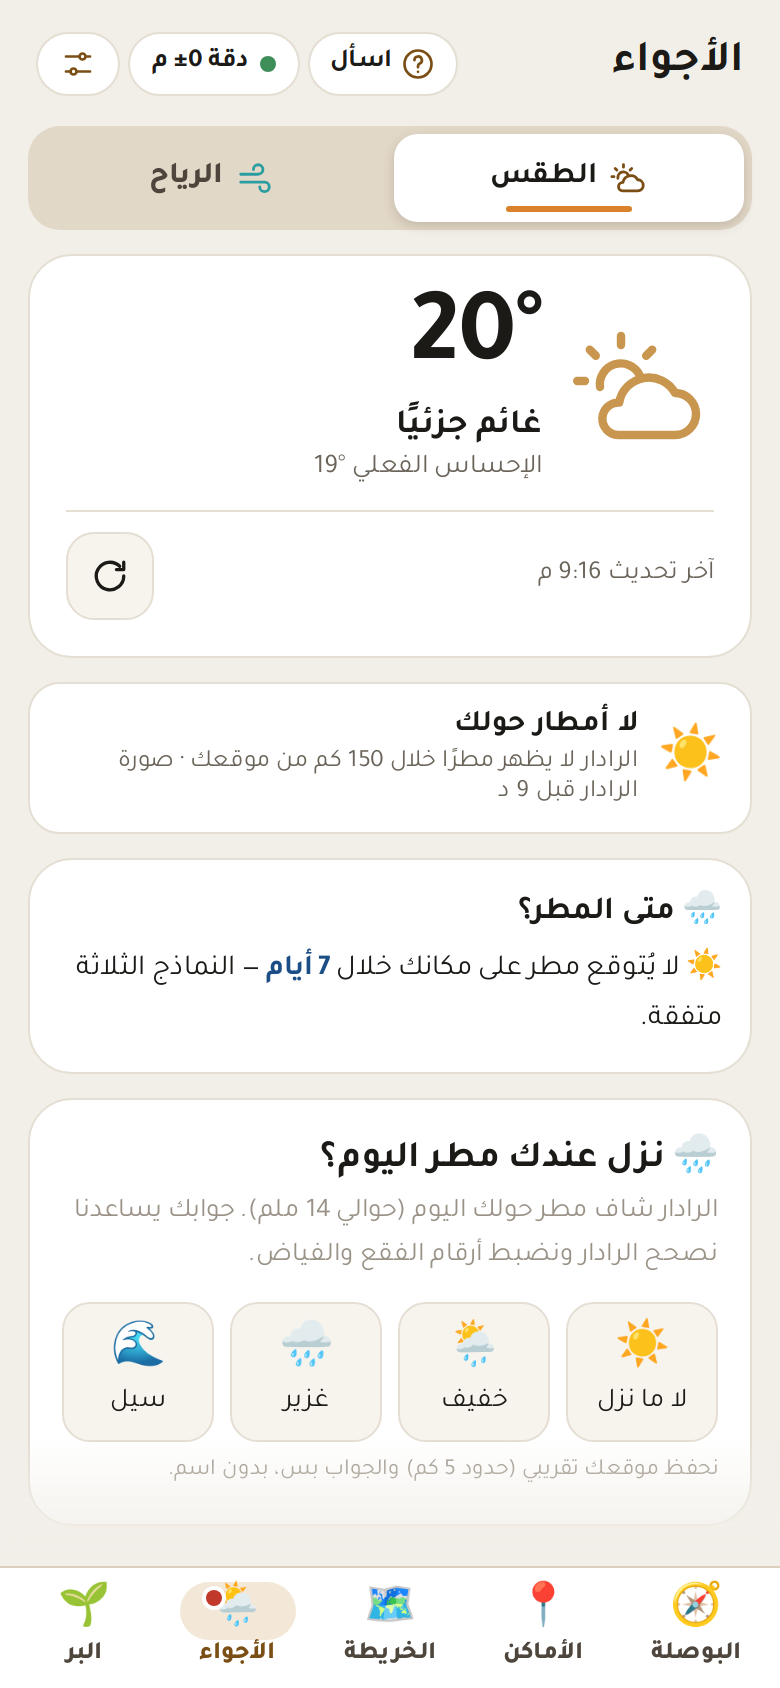 الأجواء
اسأل
دقة 0± م
الطقس
الرياح
20°
غائم جزئيًا
الإحساس الفعلي 19°
آخر تحديث 9:16 م
لا أمطار حولك
الرادار لا يظهر مطرًا خلال 150 كم من موقعك · صورة
الرادار قبل 9 د
متى المطر؟
لا يُتوقع مطر على مكانك خلال 7 أيام – النماذج الثلاثة
متفقة.
نزل عندك مطر اليوم؟
الرادار شاف مطر حولك اليوم (حوالي 14 ملم). جوابك يساعدنا
نصحح الرادار ونضبط أرقام الفقع والفياض.
لا ما نزل
خفيف
غزير
سيل
نحفظ موقعك تقريبي (حدود 5 كم) والجواب بس، بدون اسم.
البوصلة
الأماكن
الخريطة
الأجواء
البر